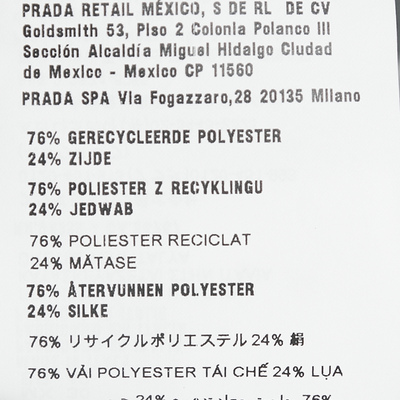 PRADA RETAIL MÉXICO, S DE RL DE CV
Goldsmith 53, Piso 2 Colonia Polanco III
Sección Alcaldía Miguel Hidalgo Ciudad
de Mexico - Mexico CP 11560
PRADA SPA Via Fogazzaro,28 20135 Milano
76% GERECYCLEERDE POLYESTER
24% ZIJDE
76% POLIESTER Z RECYKLINGU
24% JEDWAB
76% POLIESTER RECICLAT
24% MĂTASE
76% ÅTERVUNNEN POLYESTER
24% SILKE
76% リサイクルポリエステル 24% 絹
76% VẢI POLYESTER TÁI CHẾ 24% LỤA
24% 76%